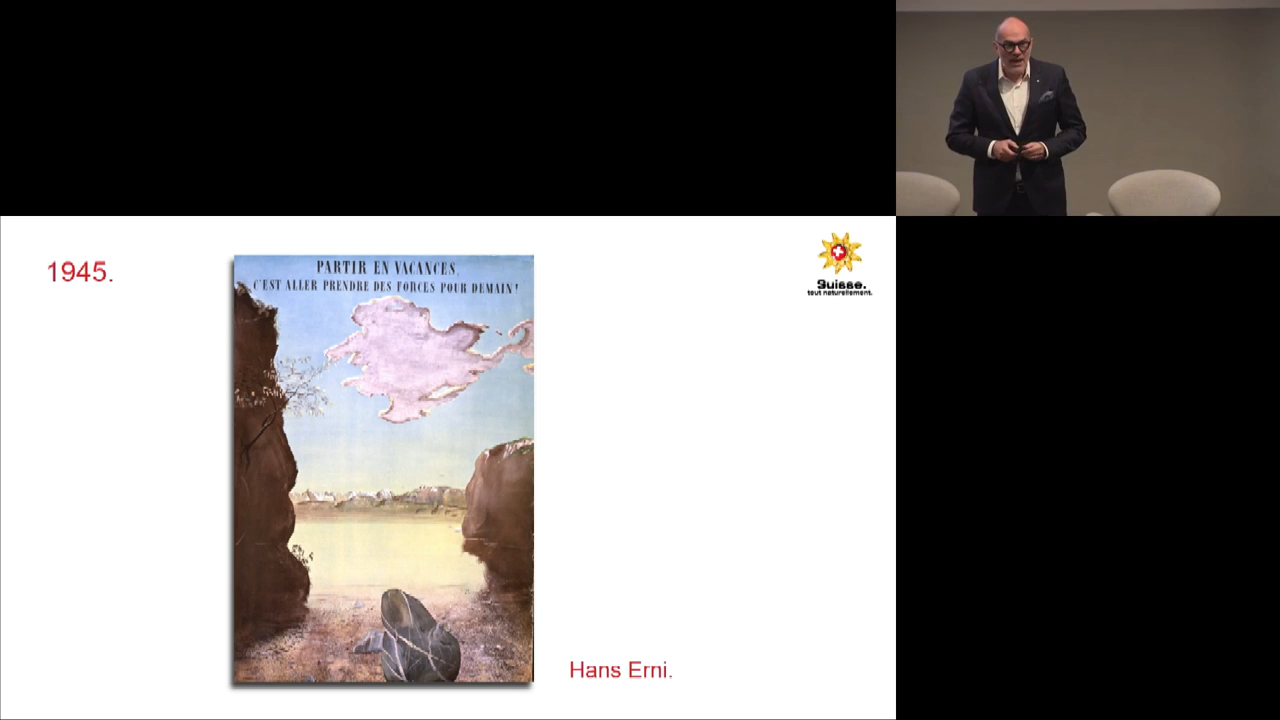 1945.
PARTIR EN VACANCES,
C'EST ALLER PRENDRE DES FORCES POUR DEMAIN!
Suisse.
tout naturellement.
Hans Erni.